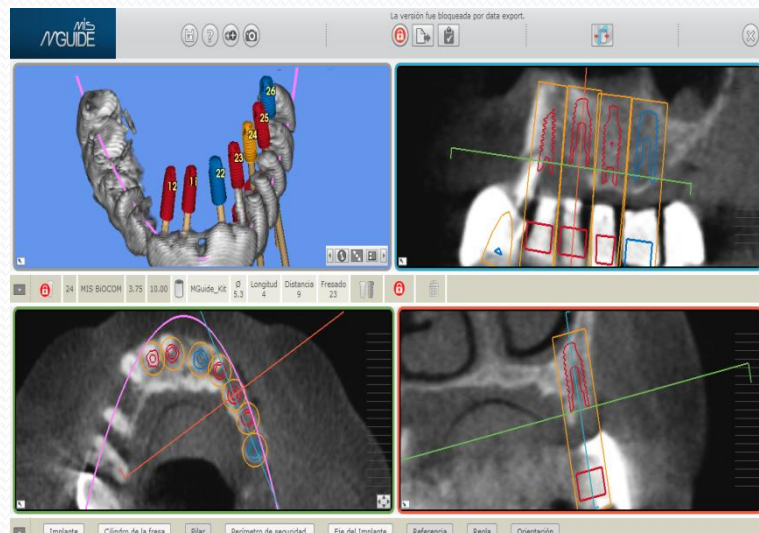 La versión fue bloqueada por data export.
MIS
MGUIDE
26
25
24
23
22
11
12
24 MIS BiOCOM 3.75 10.00 MGuide_Kit Ø 5.3 Longitud 4 Distancia 9 Fresado 23
Implante Cilindro de la fresa Pilar Perímetro de seguridad Eje del Implante Referencia Regla Orientación